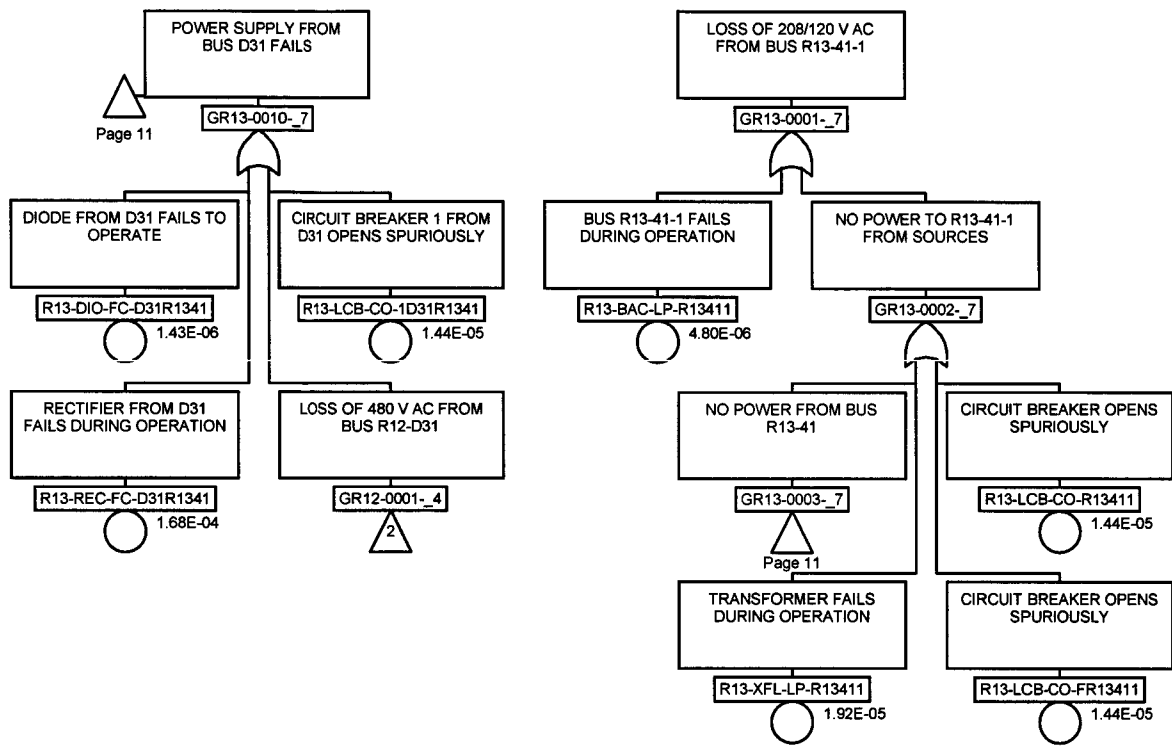 POWER SUPPLY FROM
BUS D31 FAILS
Page 11
GR13-0010-_7
DIODE FROM D31 FAILS TO
OPERATE
R13-DIO-FC-D31R1341
1.43E-06
CIRCUIT BREAKER 1 FROM
D31 OPENS SPURIOUSLY
R13-LCB-CO-1D31R1341
1.44E-05
RECTIFIER FROM D31
FAILS DURING OPERATION
R13-REC-FC-D31R1341
1.68E-04
LOSS OF 480 V AC FROM
BUS R12-D31
GR12-0001-_4
2
LOSS OF 208/120 V AC
FROM BUS R13-41-1
GR13-0001-_7
BUS R13-41-1 FAILS
DURING OPERATION
R13-BAC-LP-R13411
4.80E-06
NO POWER TO R13-41-1
FROM SOURCES
GR13-0002-_7
NO POWER FROM BUS
R13-41
GR13-0003-_7
Page 11
CIRCUIT BREAKER OPENS
SPURIOUSLY
R13-LCB-CO-R13411
1.44E-05
TRANSFORMER FAILS
DURING OPERATION
R13-XFL-LP-R13411
1.92E-05
CIRCUIT BREAKER OPENS
SPURIOUSLY
R13-LCB-CO-FR13411
1.44E-05